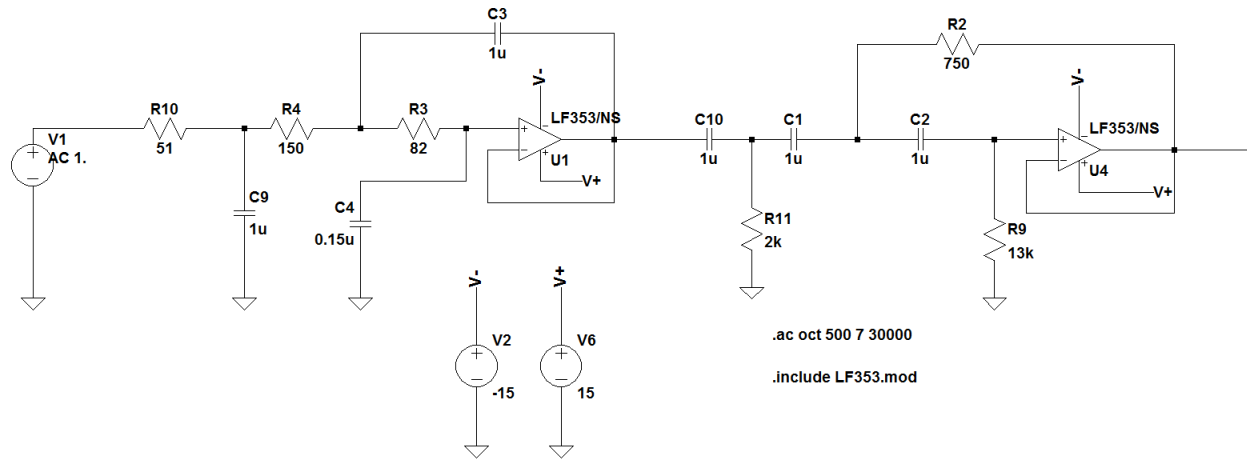 C3
1u
R2
750
V-
V-
R10
51
R4
150
R3
82
LF353/NS
C10
1u
C1
1u
C2
1u
LF353/NS
V1
AC 1.
U1
V+
U4
V+
C9
1u
C4
0.15u
R11
2k
R9
13k
V-
V+
V2
-15
V6
15
.ac oct 500 7 30000
.include LF353.mod